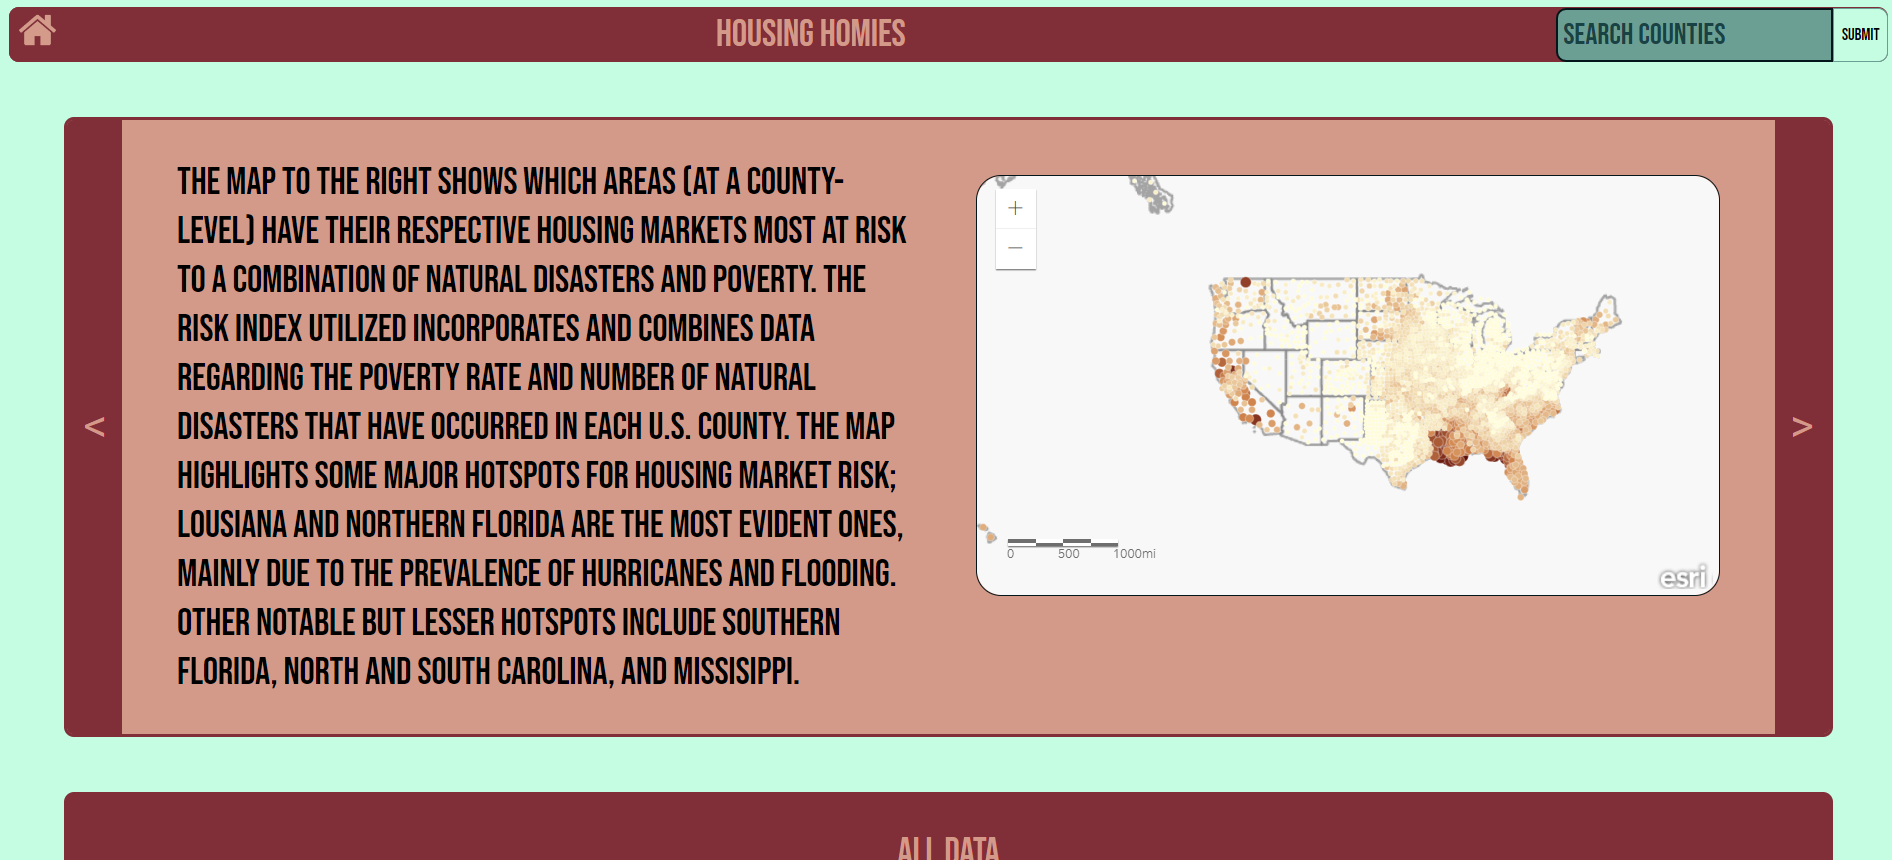 HOUSING HOMIES
SEARCH COUNTIES
SUBMIT
THE MAP TO THE RIGHT SHOWS WHICH AREAS (AT A COUNTY-
LEVEL) HAVE THEIR RESPECTIVE HOUSING MARKETS MOST AT RISK
TO A COMBINATION OF NATURAL DISASTERS AND POVERTY. THE
RISK INDEX UTILIZED INCORPORATES AND COMBINES DATA
REGARDING THE POVERTY RATE AND NUMBER OF NATURAL
DISASTERS THAT HAVE OCCURRED IN EACH U.S. COUNTY. THE MAP
HIGHLIGHTS SOME MAJOR HOTSPOTS FOR HOUSING MARKET RISK;
LOUSIANA AND NORTHERN FLORIDA ARE THE MOST EVIDENT ONES,
MAINLY DUE TO THE PREVALENCE OF HURRICANES AND FLOODING.
OTHER NOTABLE BUT LESSER HOTSPOTS INCLUDE SOUTHERN
FLORIDA, NORTH AND SOUTH CAROLINA, AND MISSISIPPI.
<
+
−
0 500 1000mi
esri
>
ALL DATA